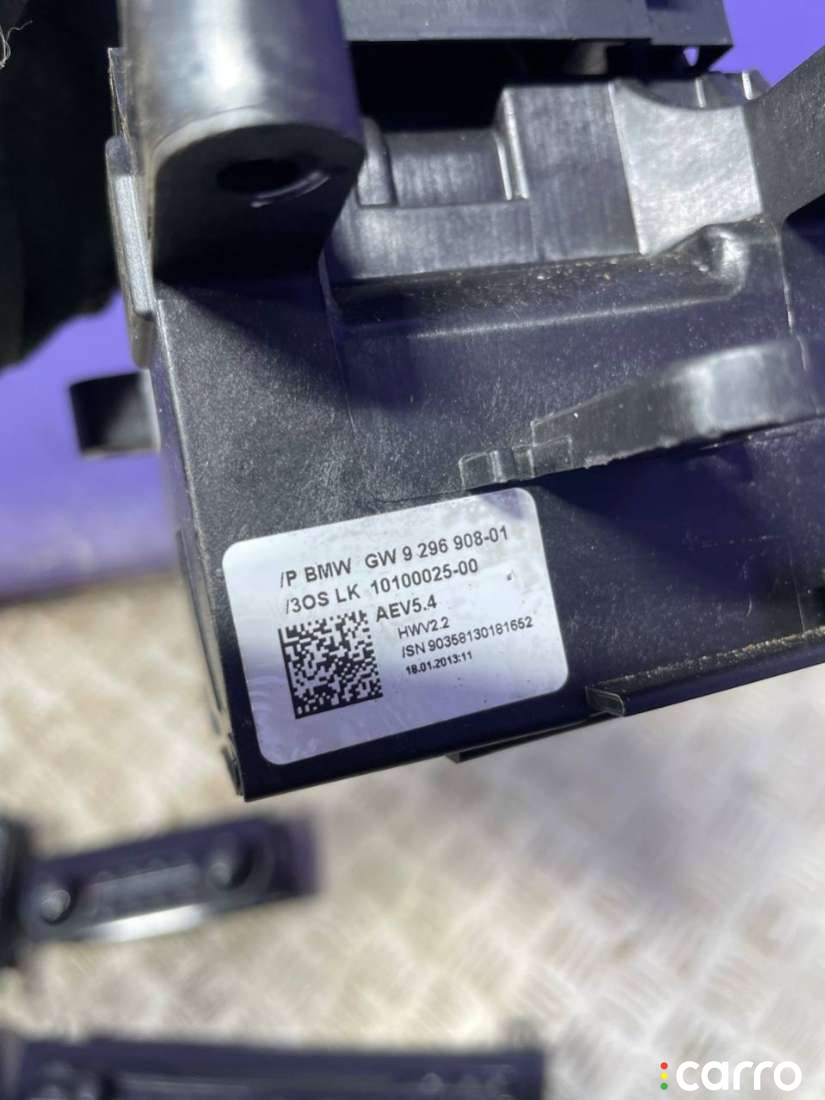 /P BMW GW 9 296 908-01
/3OS LK 10100025-00
AEV5.4
HWV2.2
/SN 90358130181652
18.01.2013:11
carro